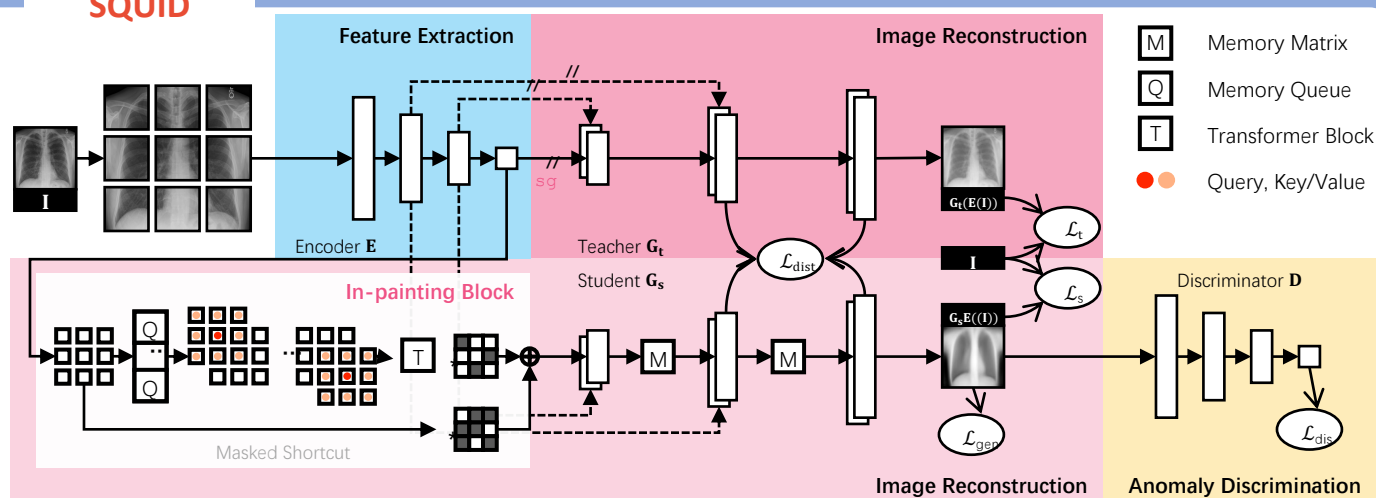 SQUID
Feature Extraction
Image Reconstruction
M Memory Matrix
Q Memory Queue
T Transformer Block
Query, Key/Value
I
sg
G_t(E(I))
ℒ_t
Encoder E
Teacher G_t
ℒ_dist
I
Student G_s
ℒ_s
Discriminator D
In-painting Block
G_sE((I))
Q
..
Q
...
T
*
M
M
*
Masked Shortcut
ℒ_gen
ℒ_dis
Image Reconstruction
Anomaly Discrimination